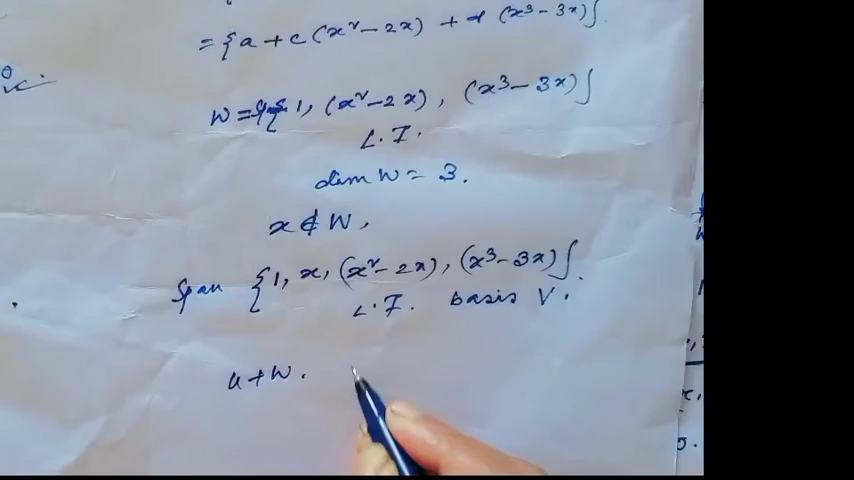 = {a + c (x² - 2x) + d (x³ - 3x)}
W = {1, (x² - 2x), (x³ - 3x)}
L.I.
dim W = 3.
x ∉ W,
Span {1, x, (x² - 2x), (x³ - 3x)}
L.I. basis V.
u + W.